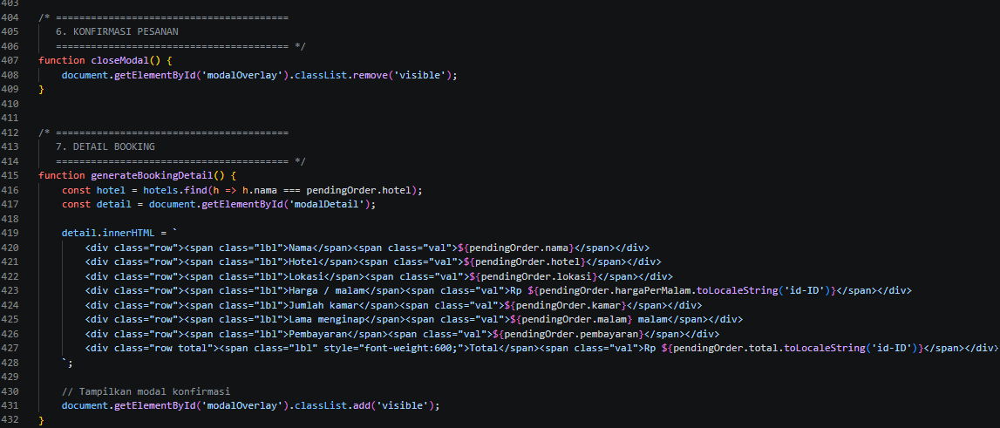 403
404 /* ========================================
405    6. KONFIRMASI PESANAN
406    ======================================== */
407 function closeModal() {
408     document.getElementById('modalOverlay').classList.remove('visible');
409 }
410
411
412 /* ========================================
413    7. DETAIL BOOKING
414    ======================================== */
415 function generateBookingDetail() {
416     const hotel = hotels.find(h => h.nama === pendingOrder.hotel);
417     const detail = document.getElementById('modalDetail');
418
419     detail.innerHTML = `
420         <div class="row"><span class="lbl">Nama</span><span class="val">${pendingOrder.nama}</span></div>
421         <div class="row"><span class="lbl">Hotel</span><span class="val">${pendingOrder.hotel}</span></div>
422         <div class="row"><span class="lbl">Lokasi</span><span class="val">${pendingOrder.lokasi}</span></div>
423         <div class="row"><span class="lbl">Harga / malam</span><span class="val">Rp ${pendingOrder.hargaPerMalam.toLocaleString('id-ID')}</span></div>
424         <div class="row"><span class="lbl">Jumlah kamar</span><span class="val">${pendingOrder.kamar}</span></div>
425         <div class="row"><span class="lbl">Lama menginap</span><span class="val">${pendingOrder.malam} malam</span></div>
426         <div class="row"><span class="lbl">Pembayaran</span><span class="val">${pendingOrder.pembayaran}</span></div>
427         <div class="row total"><span class="lbl" style="font-weight:600;">Total</span><span class="val">Rp ${pendingOrder.total.toLocaleString('id-ID')}</span></div>
428     `;
429
430     // Tampilkan modal konfirmasi
431     document.getElementById('modalOverlay').classList.add('visible');
432 }